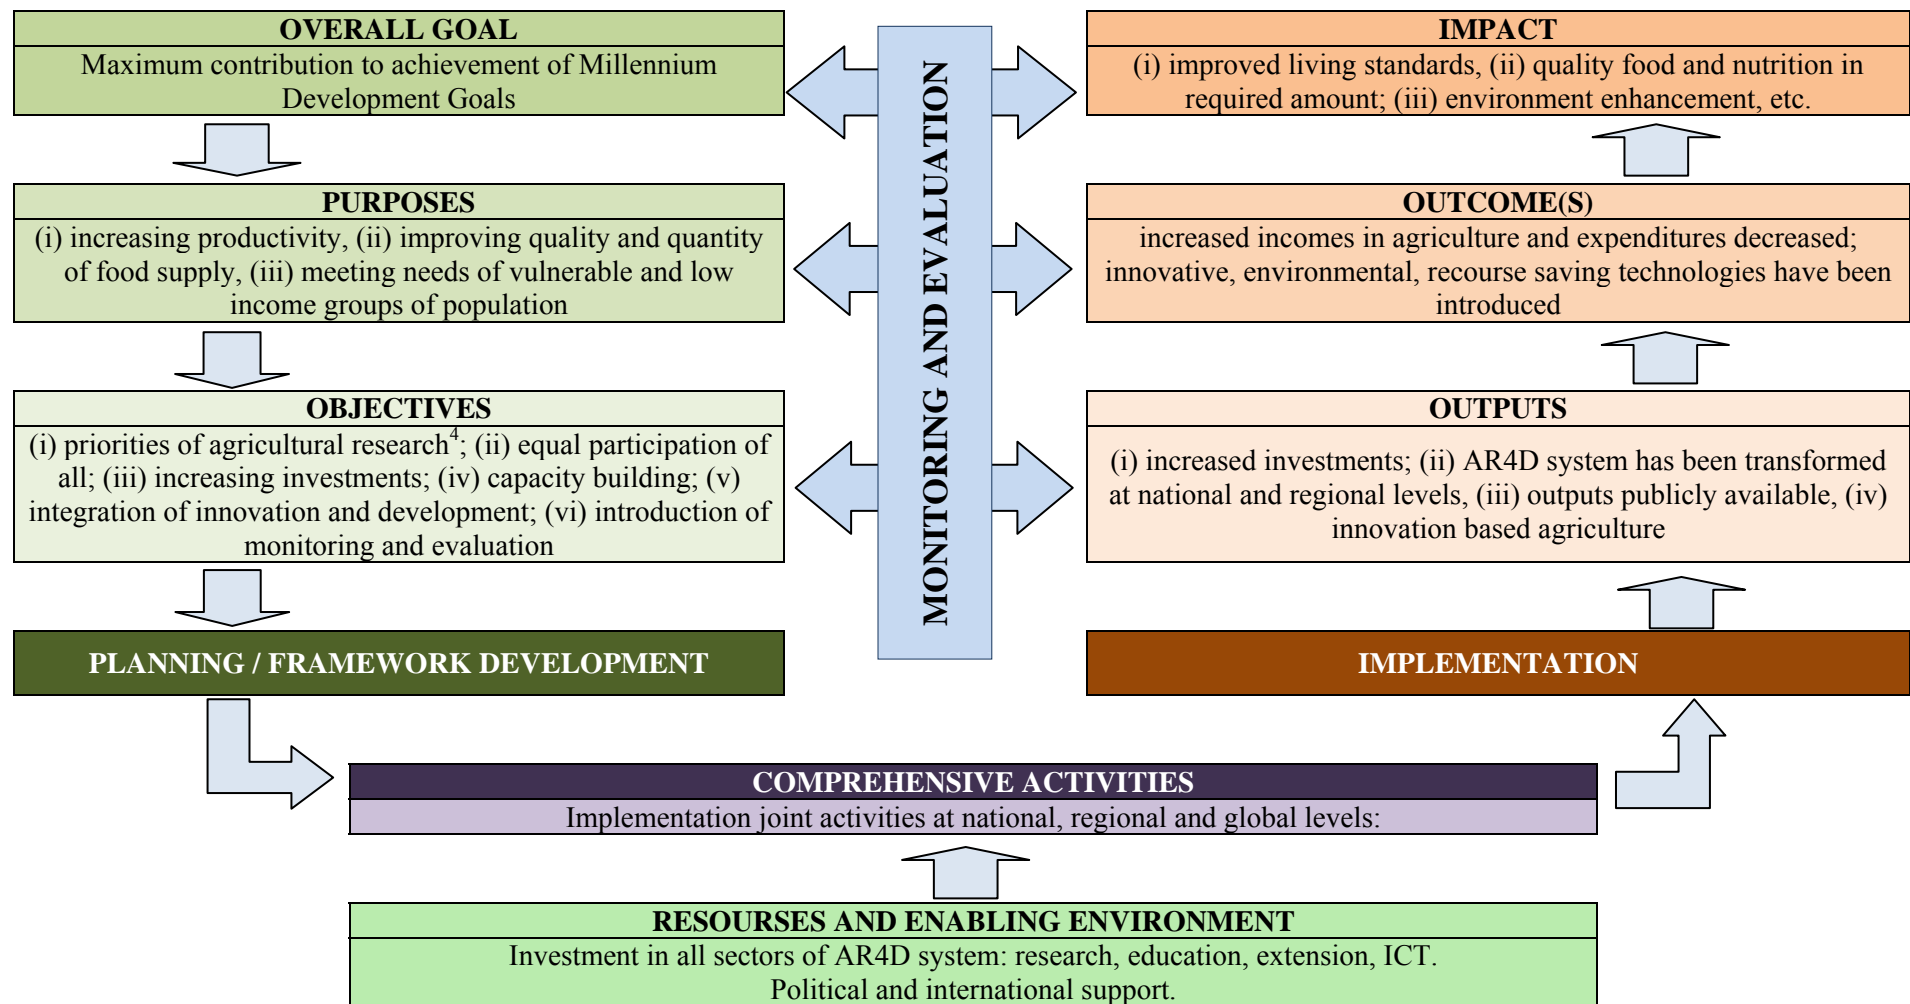 OVERALL GOAL
Maximum contribution to achievement of Millennium
Development Goals
PURPOSES
(i) increasing productivity, (ii) improving quality and quantity
of food supply, (iii) meeting needs of vulnerable and low
income groups of population
OBJECTIVES
(i) priorities of agricultural research⁴; (ii) equal participation of
all; (iii) increasing investments; (iv) capacity building; (v)
integration of innovation and development; (vi) introduction of
monitoring and evaluation
PLANNING / FRAMEWORK DEVELOPMENT
MONITORING AND EVALUATION
IMPACT
(i) improved living standards, (ii) quality food and nutrition in
required amount; (iii) environment enhancement, etc.
OUTCOME(S)
increased incomes in agriculture and expenditures decreased;
innovative, environmental, recourse saving technologies have been
introduced
OUTPUTS
(i) increased investments; (ii) AR4D system has been transformed
at national and regional levels, (iii) outputs publicly available, (iv)
innovation based agriculture
IMPLEMENTATION
COMPREHENSIVE ACTIVITIES
Implementation joint activities at national, regional and global levels:
RESOURSES AND ENABLING ENVIRONMENT
Investment in all sectors of AR4D system: research, education, extension, ICT.
Political and international support.